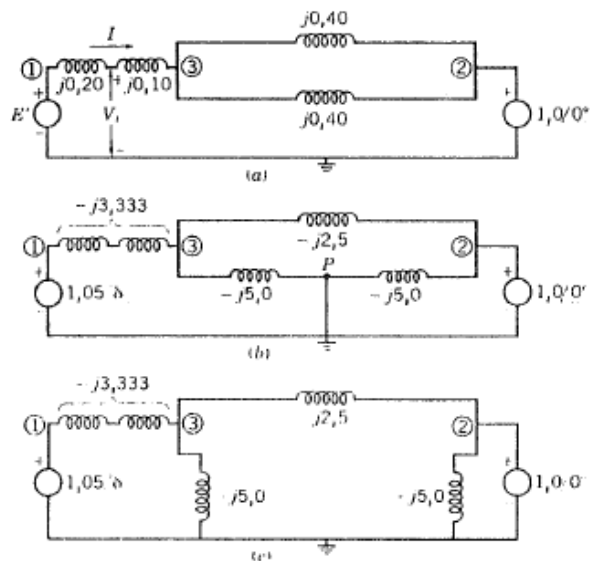 j0,40
I
① ③ ②
j0,20 + j0,10
j0,40
+ +
E' V 1,0/0°
- - -
(a)
- j3,333
① ③ - j2,5 ②
P
+ - j5,0 - j5,0 +
1,05 1,0/0
(b)
- j3,333
① ③ j2,5 ②
+ +
1,05 - j5,0 j5,0 1,0/0
(c)